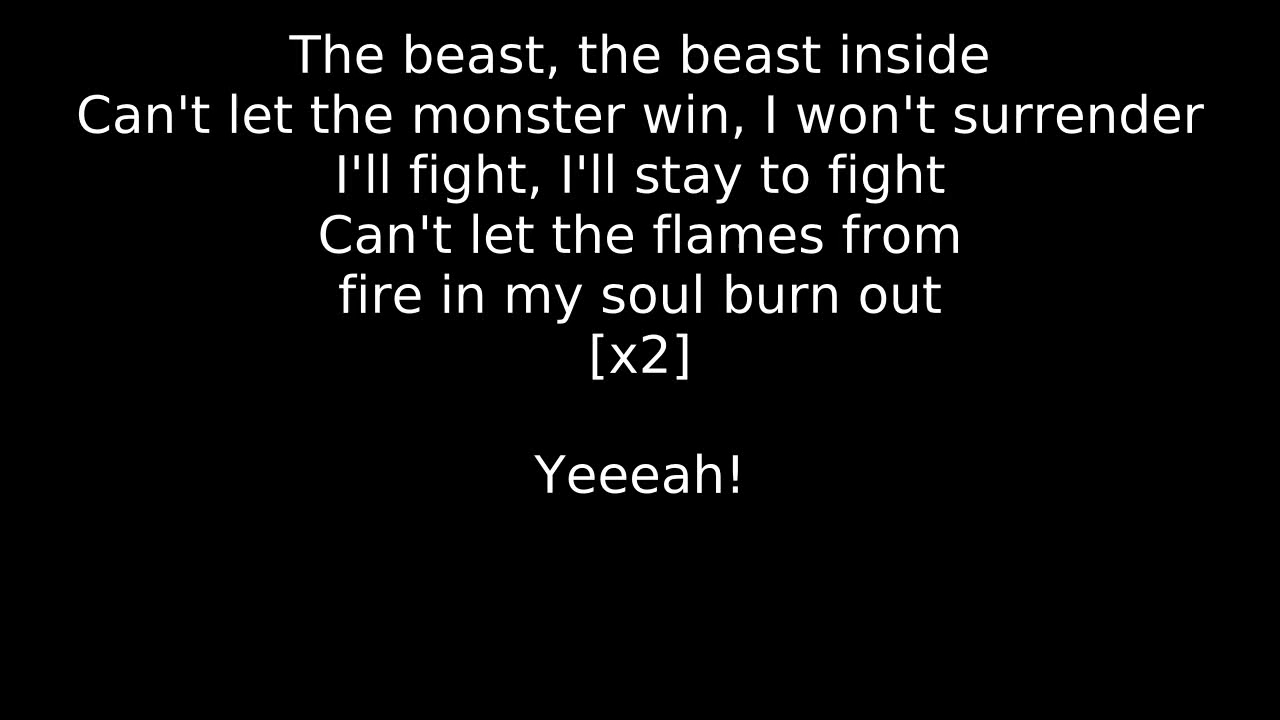 The beast, the beast inside
Can't let the monster win, I won't surrender
I'll fight, I'll stay to fight
Can't let the flames from
fire in my soul burn out
[x2]
Yeeeah!